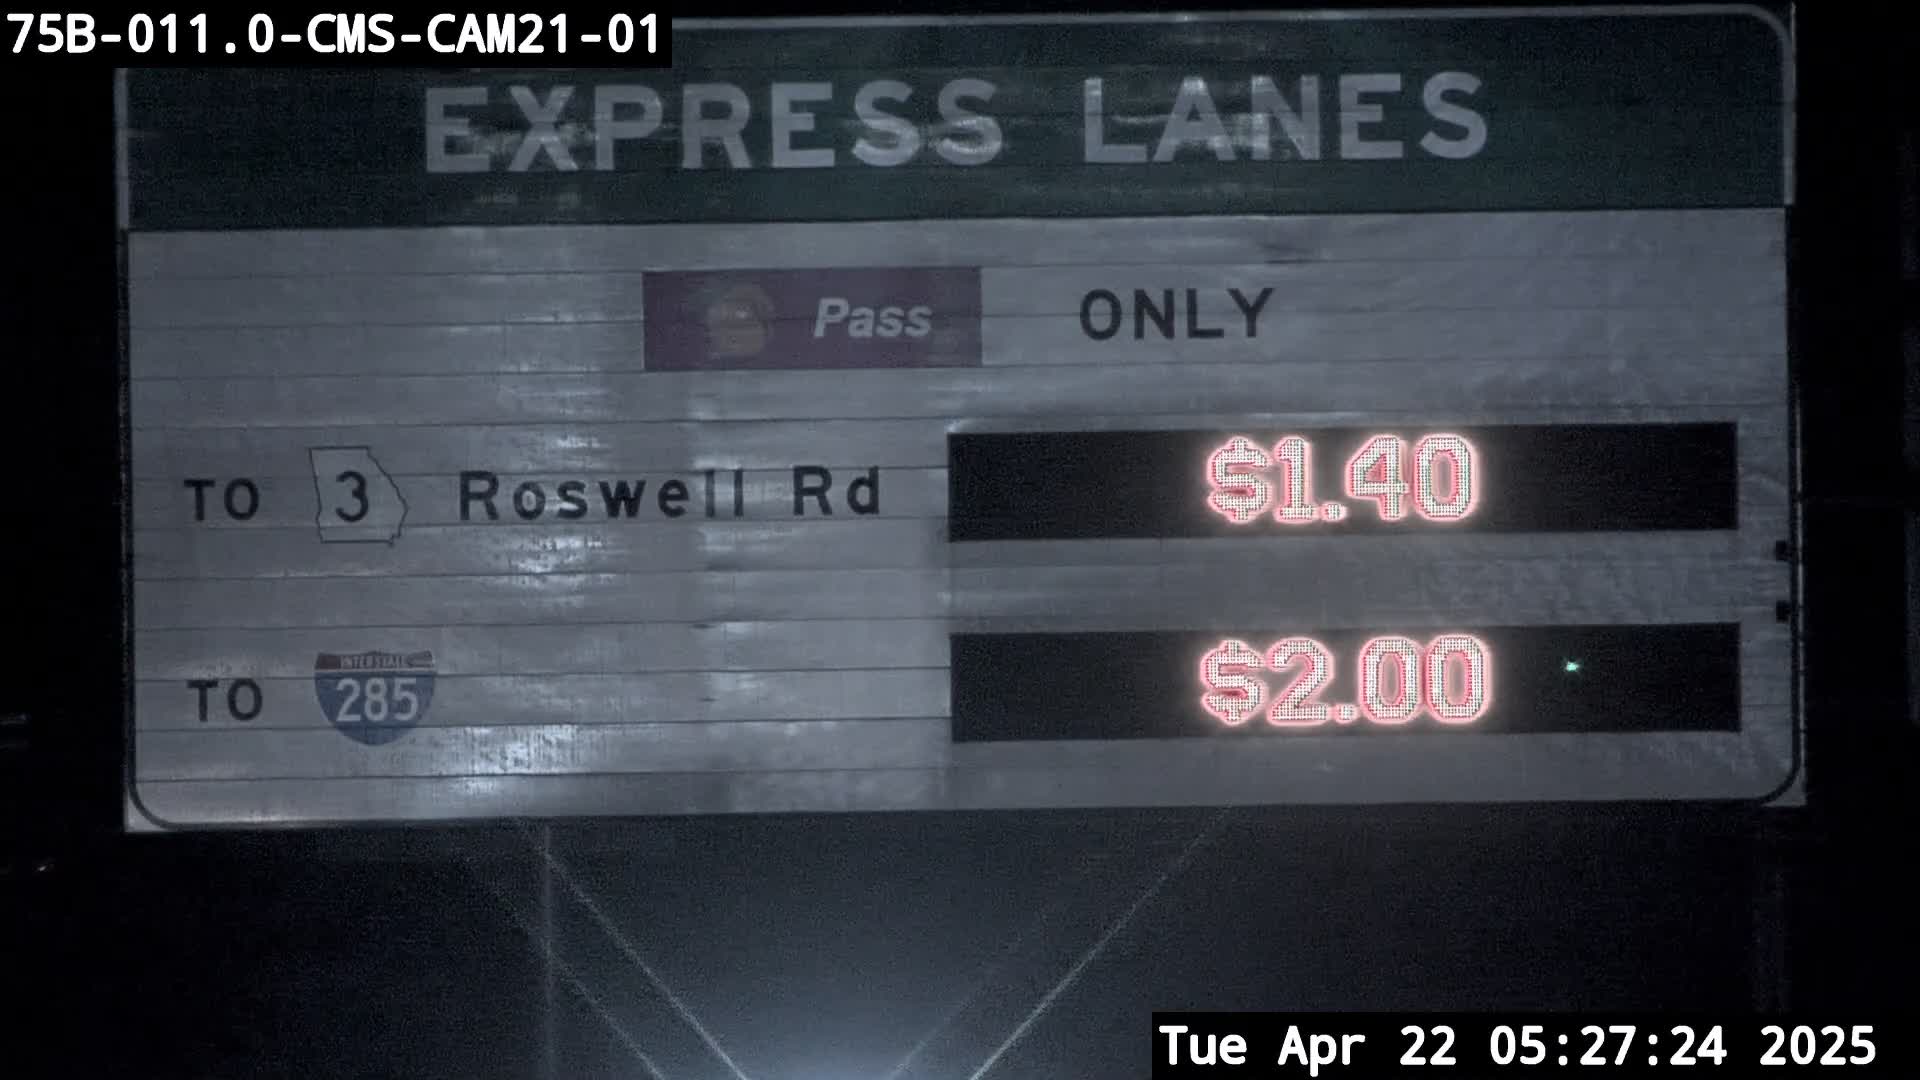 75B-011.0-CMS-CAM21-01
EXPRESS LANES
Pass ONLY
TO 3 Roswell Rd $1.40
TO INTERSTATE 285 $2.00
Tue Apr 22 05:27:24 2025